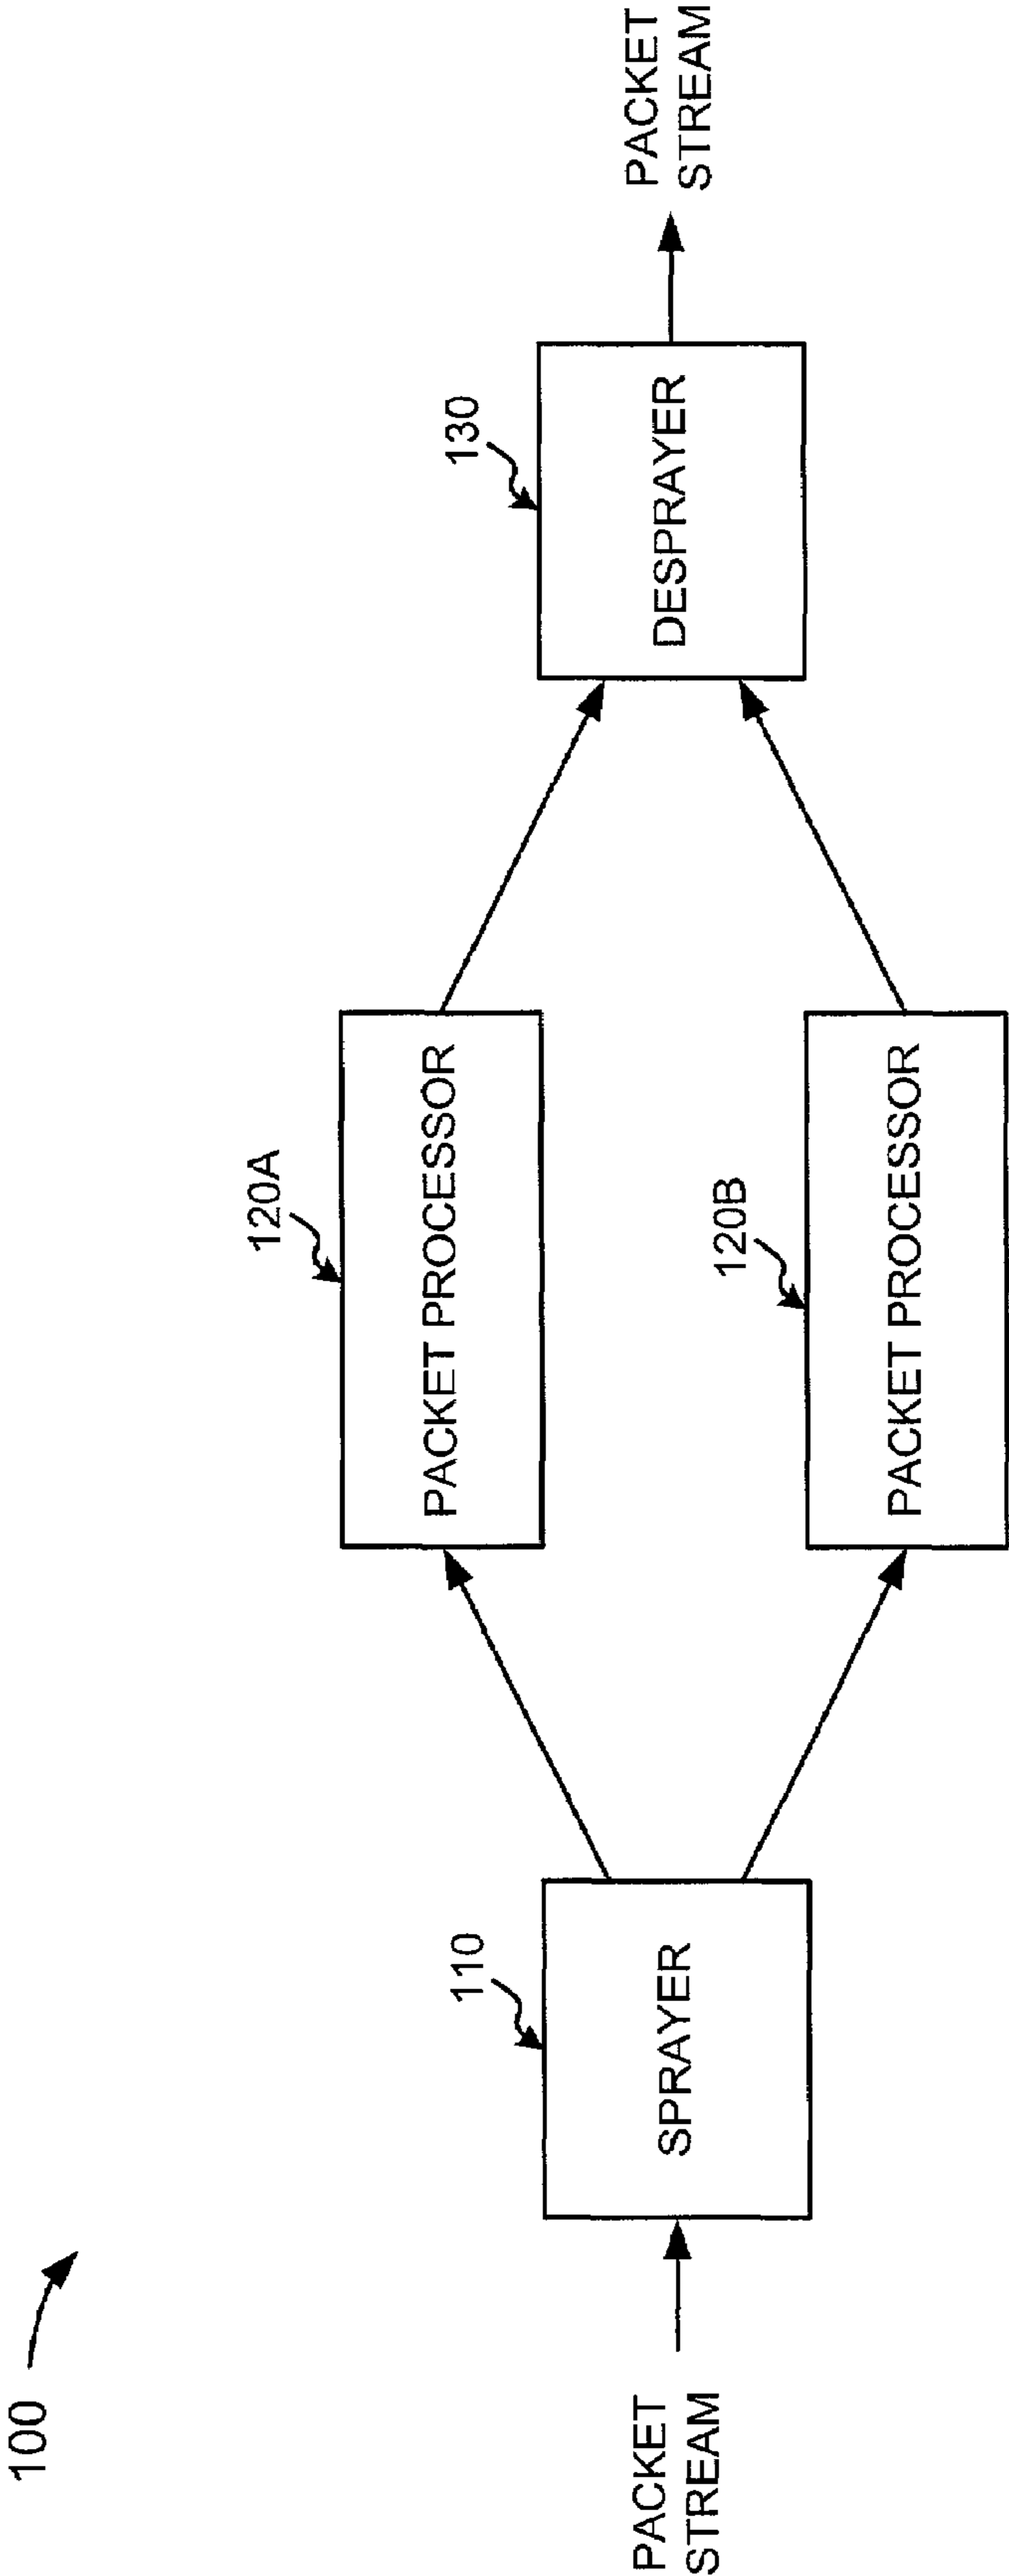 100
PACKET
STREAM
110
SPRAYER
120A
PACKET PROCESSOR
120B
PACKET PROCESSOR
130
DESPRAYER
PACKET
STREAM